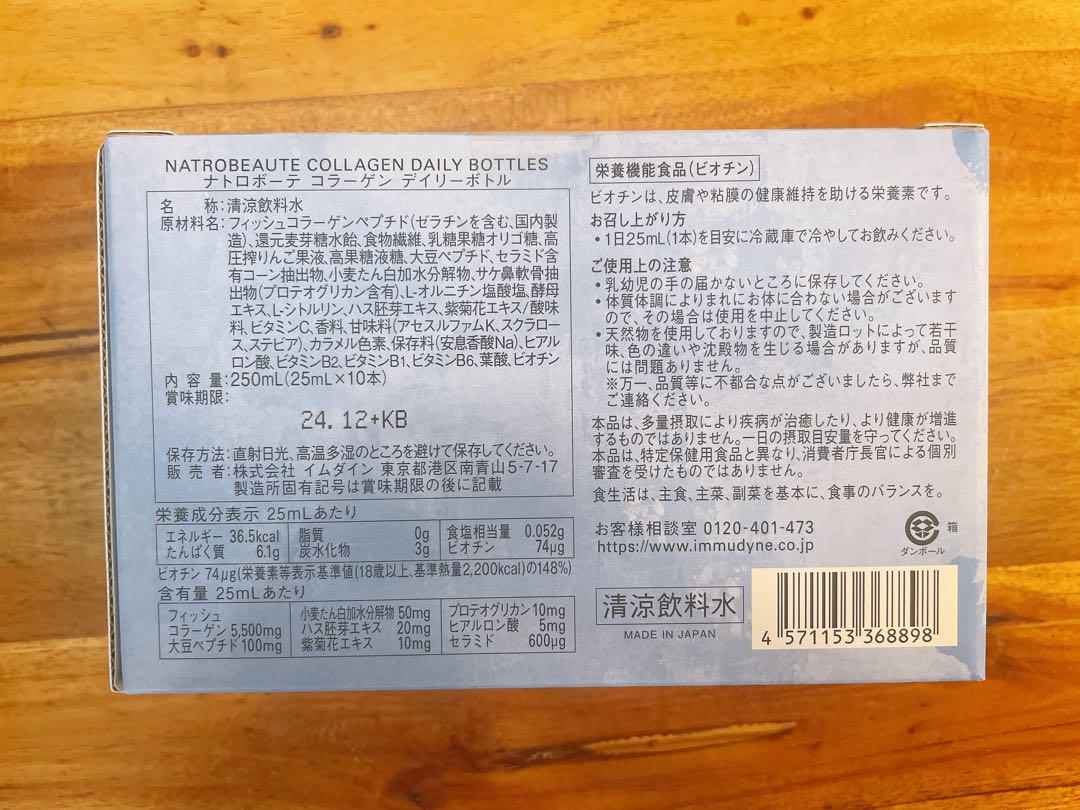 NATROBEAUTE COLLAGEN DAILY BOTTLES
ナトロボーテ コラーゲン デイリーボトル
名 称:清涼飲料水
原材料名:フィッシュコラーゲンペプチド(ゼラチンを含む、国内製
造)、還元麦芽糖水飴、食物繊維、乳糖果糖オリゴ糖、高
圧搾りんご果液、高果糖液糖、大豆ペプチド、セラミド含
有コーン抽出物、小麦たん白加水分解物、サケ鼻軟骨抽
出物(プロテオグリカン含有)、L-オルニチン塩酸塩、酵母
エキス、L-シトルリン、ハス胚芽エキス、紫菊花エキス/酸味
料、ビタミンC、香料、甘味料(アセスルファムK、スクラロー
ス、ステビア)、カラメル色素、保存料(安息香酸Na)、ヒアル
ロン酸、ビタミンB2、ビタミンB1、ビタミンB6、葉酸、ビオチン
内 容 量:250mL(25mL×10本)
賞味期限:
24.12+KB
保存方法:直射日光、高温多湿のところを避けて保存してください。
販 売 者:株式会社 イムダイン 東京都港区南青山5-7-17
製造所固有記号は賞味期限の後に記載
栄養成分表示 25mLあたり
エネルギー 36.5kcal 脂質 0g 食塩相当量 0.052g
たんぱく質 6.1g 炭水化物 3g ビオチン 74μg
ビオチン 74μg(栄養素等表示基準値(18歳以上、基準熱量2,200kcal)の148%)
含有量 25mLあたり
フィッシュ 小麦たん白加水分解物 50mg プロテオグリカン 10mg
コラーゲン 5,500mg ハス胚芽エキス 20mg ヒアルロン酸 5mg
大豆ペプチド 100mg 紫菊花エキス 10mg セラミド 600μg
栄養機能食品(ビオチン)
ビオチンは、皮膚や粘膜の健康維持を助ける栄養素です。
お召し上がり方
・1日25mL(1本)を目安に冷蔵庫で冷やしてお飲みください。
ご使用上の注意
・乳幼児の手の届かないところに保存してください。
・体質体調によりまれにお体に合わない場合がございます
ので、その場合は使用を中止してください。
・天然物を使用しておりますので、製造ロットによって若干
味、色の違いや沈殿物を生じる場合がありますが、品質
には問題ありません。
※万一、品質等に不都合な点がございましたら、弊社まで
ご連絡ください。
本品は、多量摂取により疾病が治癒したり、より健康が増進
するものではありません。一日の摂取目安量を守ってください。
本品は、特定保健用食品と異なり、消費者庁長官による個別
審査を受けたものではありません。
食生活は、主食、主菜、副菜を基本に、食事のバランスを。
お客様相談室 0120-401-473
https://www.immudyne.co.jp
箱
ダンボール
清涼飲料水
MADE IN JAPAN
4 571153 368898